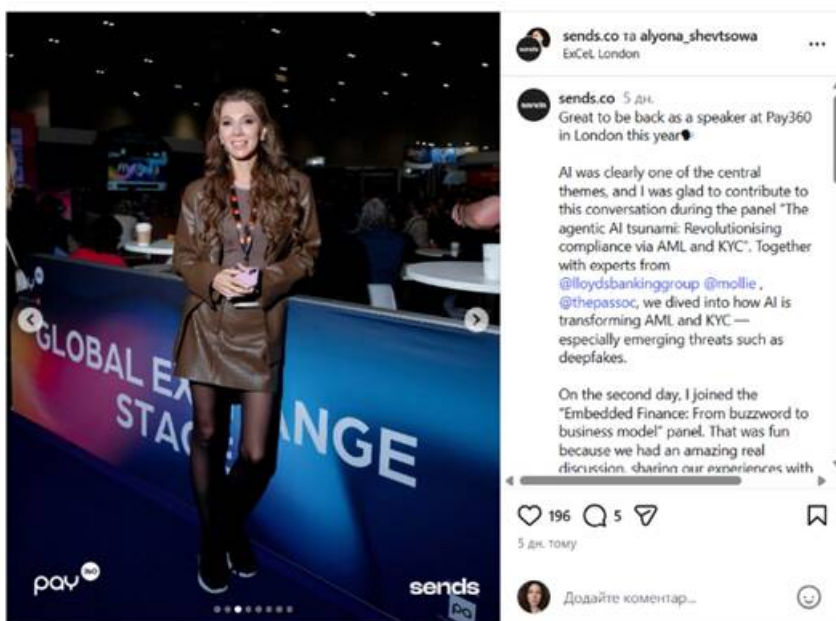 GLOBAL EX
NGE
STAG
pay360
sends
sends.co та alyona_shevtsowa
ExCeL London
sends.co 5 дн.
Great to be back as a speaker at Pay360
in London this year
AI was clearly one of the central
themes, and I was glad to contribute to
this conversation during the panel "The
agentic AI tsunami: Revolutionising
compliance via AML and KYC". Together
with experts from
@lloydsbankinggroup @mollie ,
@thepassoc, we dived into how AI is
transforming AML and KYC —
especially emerging threats such as
deepfakes.
On the second day, I joined the
"Embedded Finance: From buzzword to
business model" panel. That was fun
because we had an amazing real
discussion, sharing our experiences with
196
5
5 дн. тому
Додайте коментар...